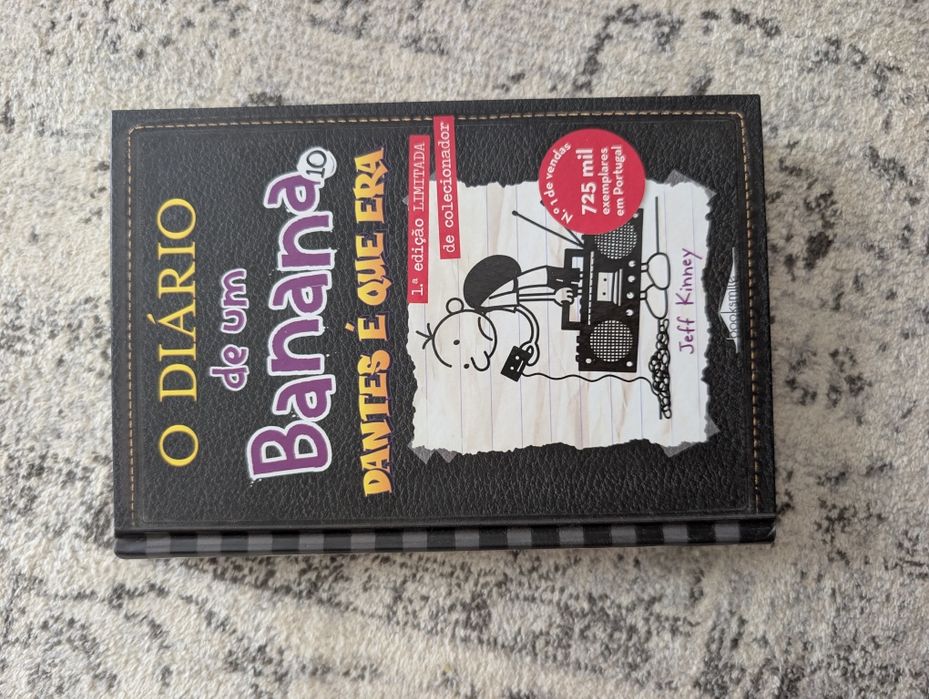 O DIÁRIO
de um
Banana
10
DANTES É QUE ERA
1.ª edição LIMITADA
de colecionador
N.º 1 de vendas
725 mil
exemplares
em Portugal
Jeff Kinney
booksmile